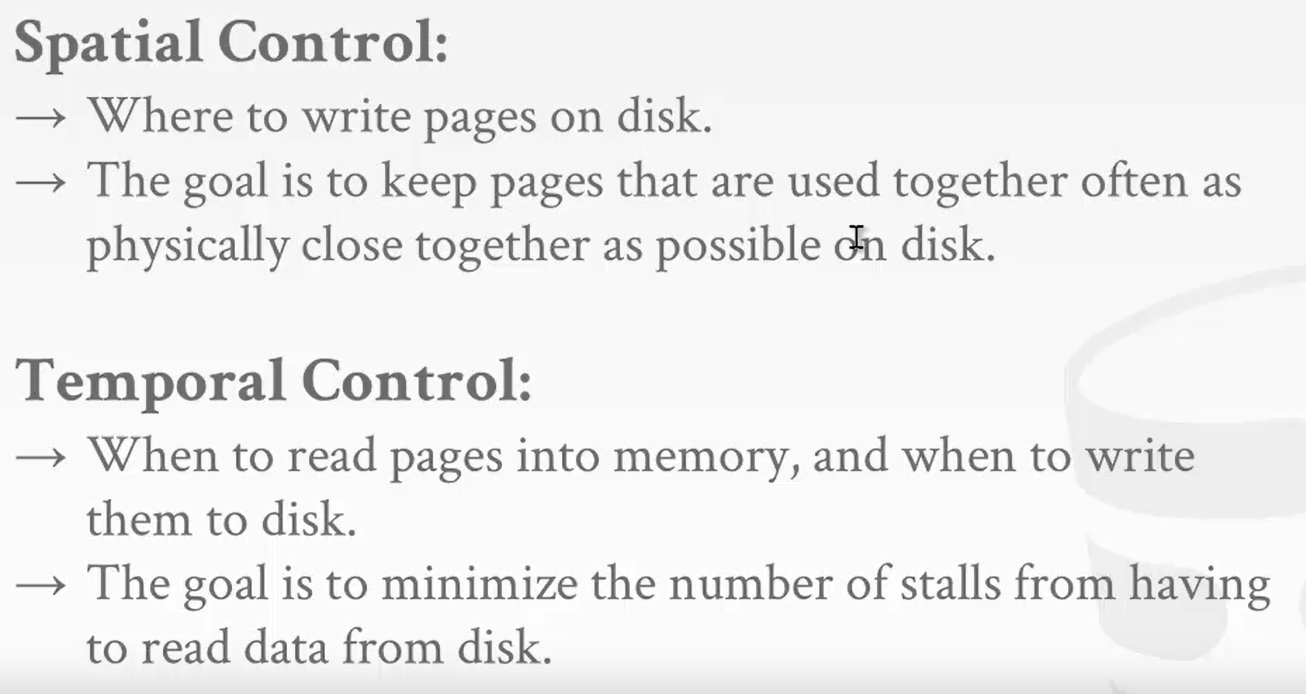 Spatial Control:
→ Where to write pages on disk.
→ The goal is to keep pages that are used together often as
physically close together as possible on disk.
Temporal Control:
→ When to read pages into memory, and when to write
them to disk.
→ The goal is to minimize the number of stalls from having
to read data from disk.